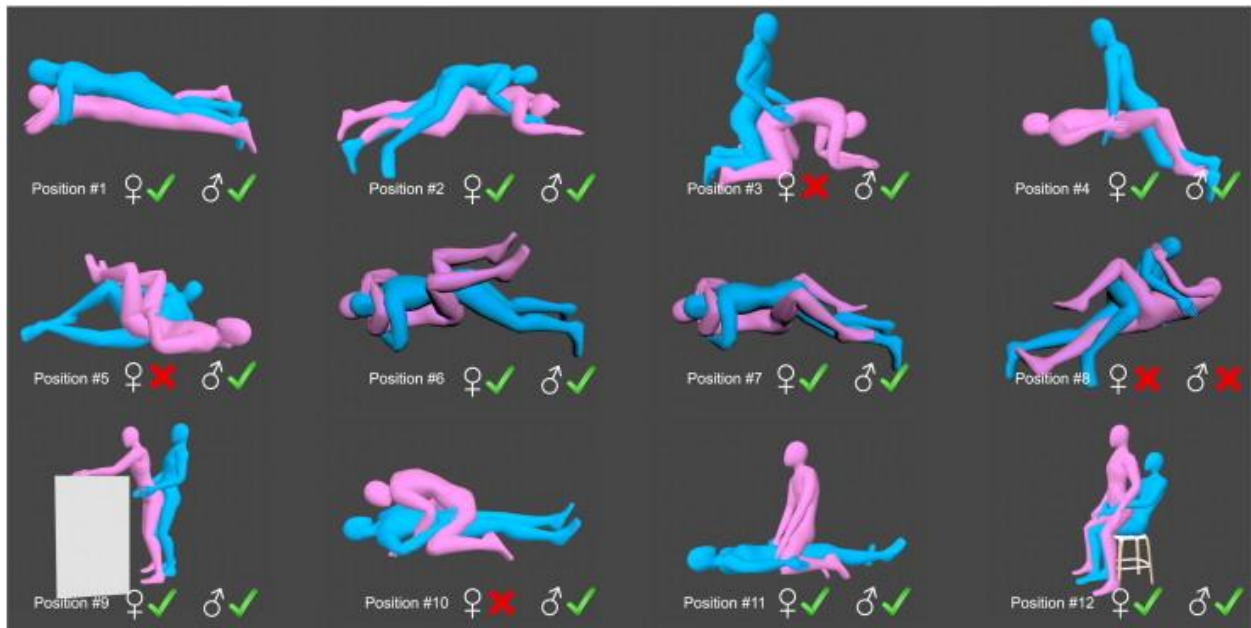 Position #1 ♀ ✓ ♂ ✓
Position #2 ♀ ✓ ♂ ✓
Position #3 ♀ ✗ ♂ ✓
Position #4 ♀ ✓ ♂ ✓
Position #5 ♀ ✗ ♂ ✓
Position #6 ♀ ✓ ♂ ✓
Position #7 ♀ ✓ ♂ ✓
Position #8 ♀ ✗ ♂ ✗
Position #9 ♀ ✓ ♂ ✓
Position #10 ♀ ✗ ♂ ✓
Position #11 ♀ ✓ ♂ ✓
Position #12 ♀ ✓ ♂ ✓